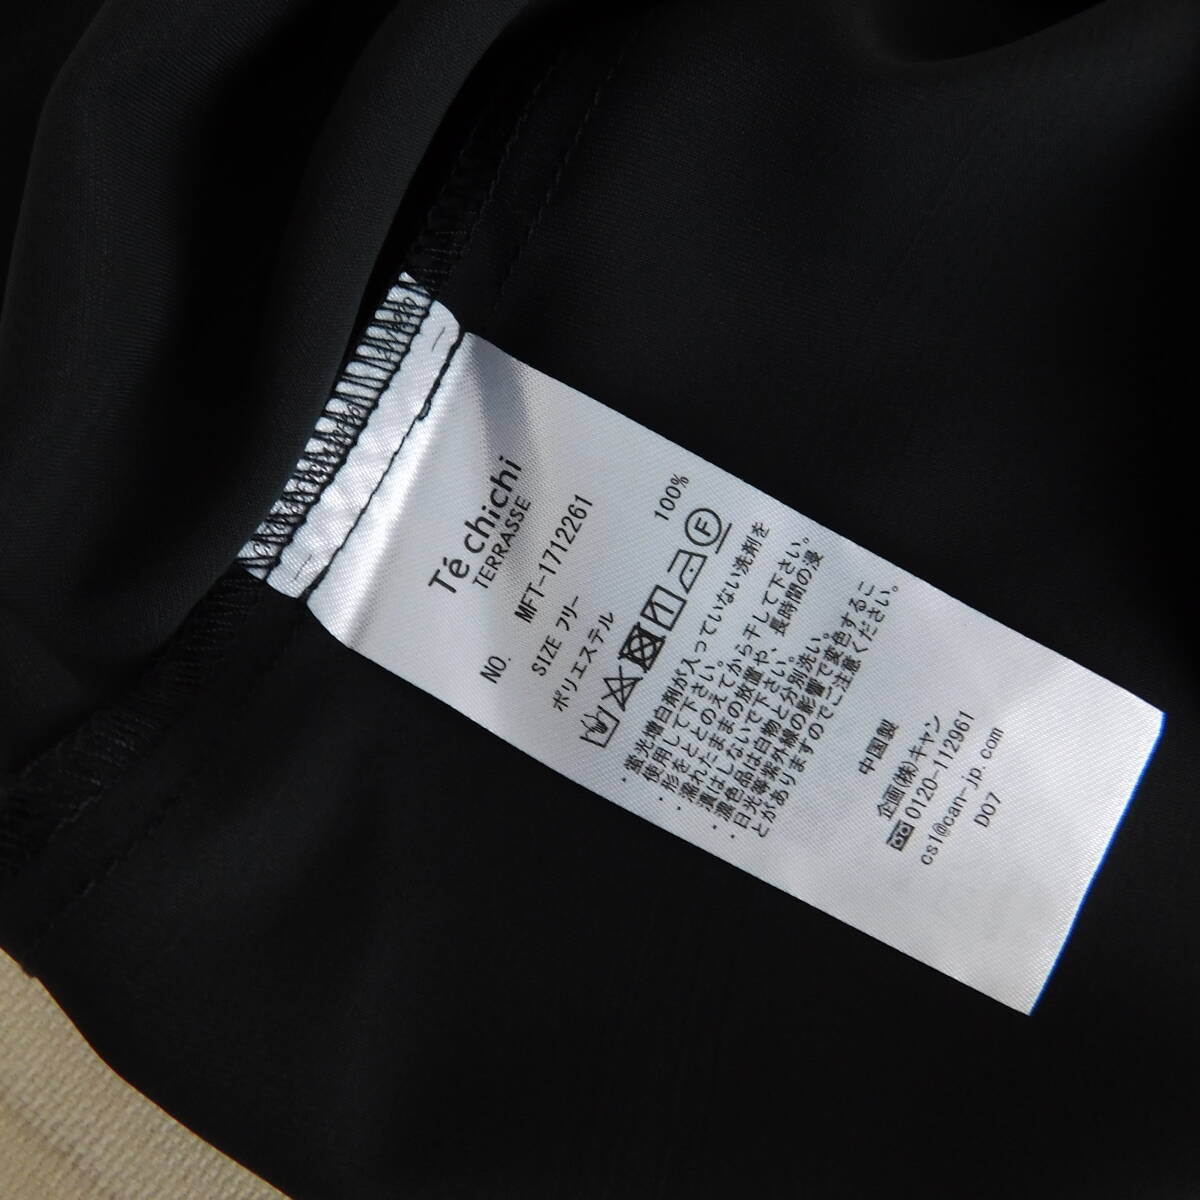 Té chichi
TERRASSE
NO. MFT-1712261
SIZE フリー
ポリエステル 100%
F
・蛍光増白剤が入っていない洗剤を
使用して下さい。
・形をととのえてから干して下さい。
・濡れたままの放置や、長時間の浸
漬はしないで下さい。
・濃色品は白物と分別洗い。
・日光等紫外線の影響で変色するこ
とがありますのでご注意ください。
中国製
企画(株)キャン
0120-112961
cs1@can-jp.com
D07